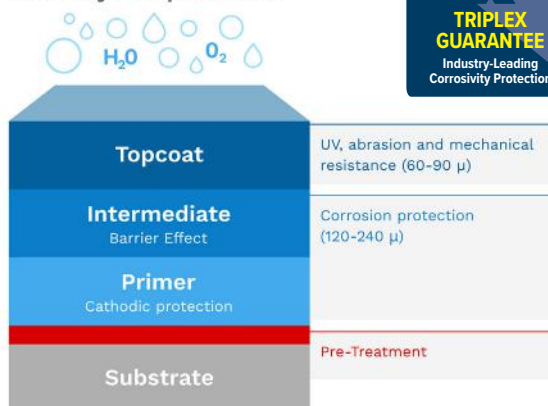 TRIPLEX
GUARANTEE
Industry-Leading
Corrosivity Protection
H2O
O2
Topcoat
UV, abrasion and mechanical
resistance (60-90 μ)
Intermediate
Barrier Effect
Corrosion protection
(120-240 μ)
Primer
Cathodic protection
Pre-Treatment
Substrate